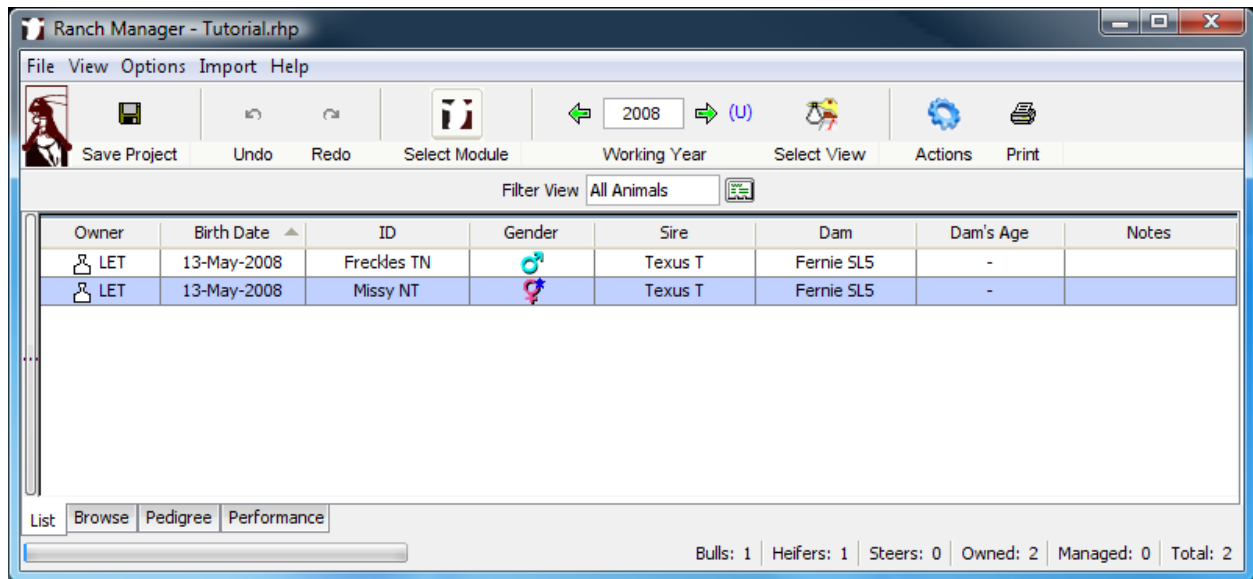 Ranch Manager - Tutorial.rhp
File View Options Import Help
2008 (U)
Save Project Undo Redo Select Module Working Year Select View Actions Print
Filter View All Animals
Owner Birth Date ID Gender Sire Dam Dam's Age Notes
LET 13-May-2008 Freckles TN Texus T Fernie SL5 -
LET 13-May-2008 Missy NT Texus T Fernie SL5 -
List Browse Pedigree Performance
Bulls: 1 Heifers: 1 Steers: 0 Owned: 2 Managed: 0 Total: 2